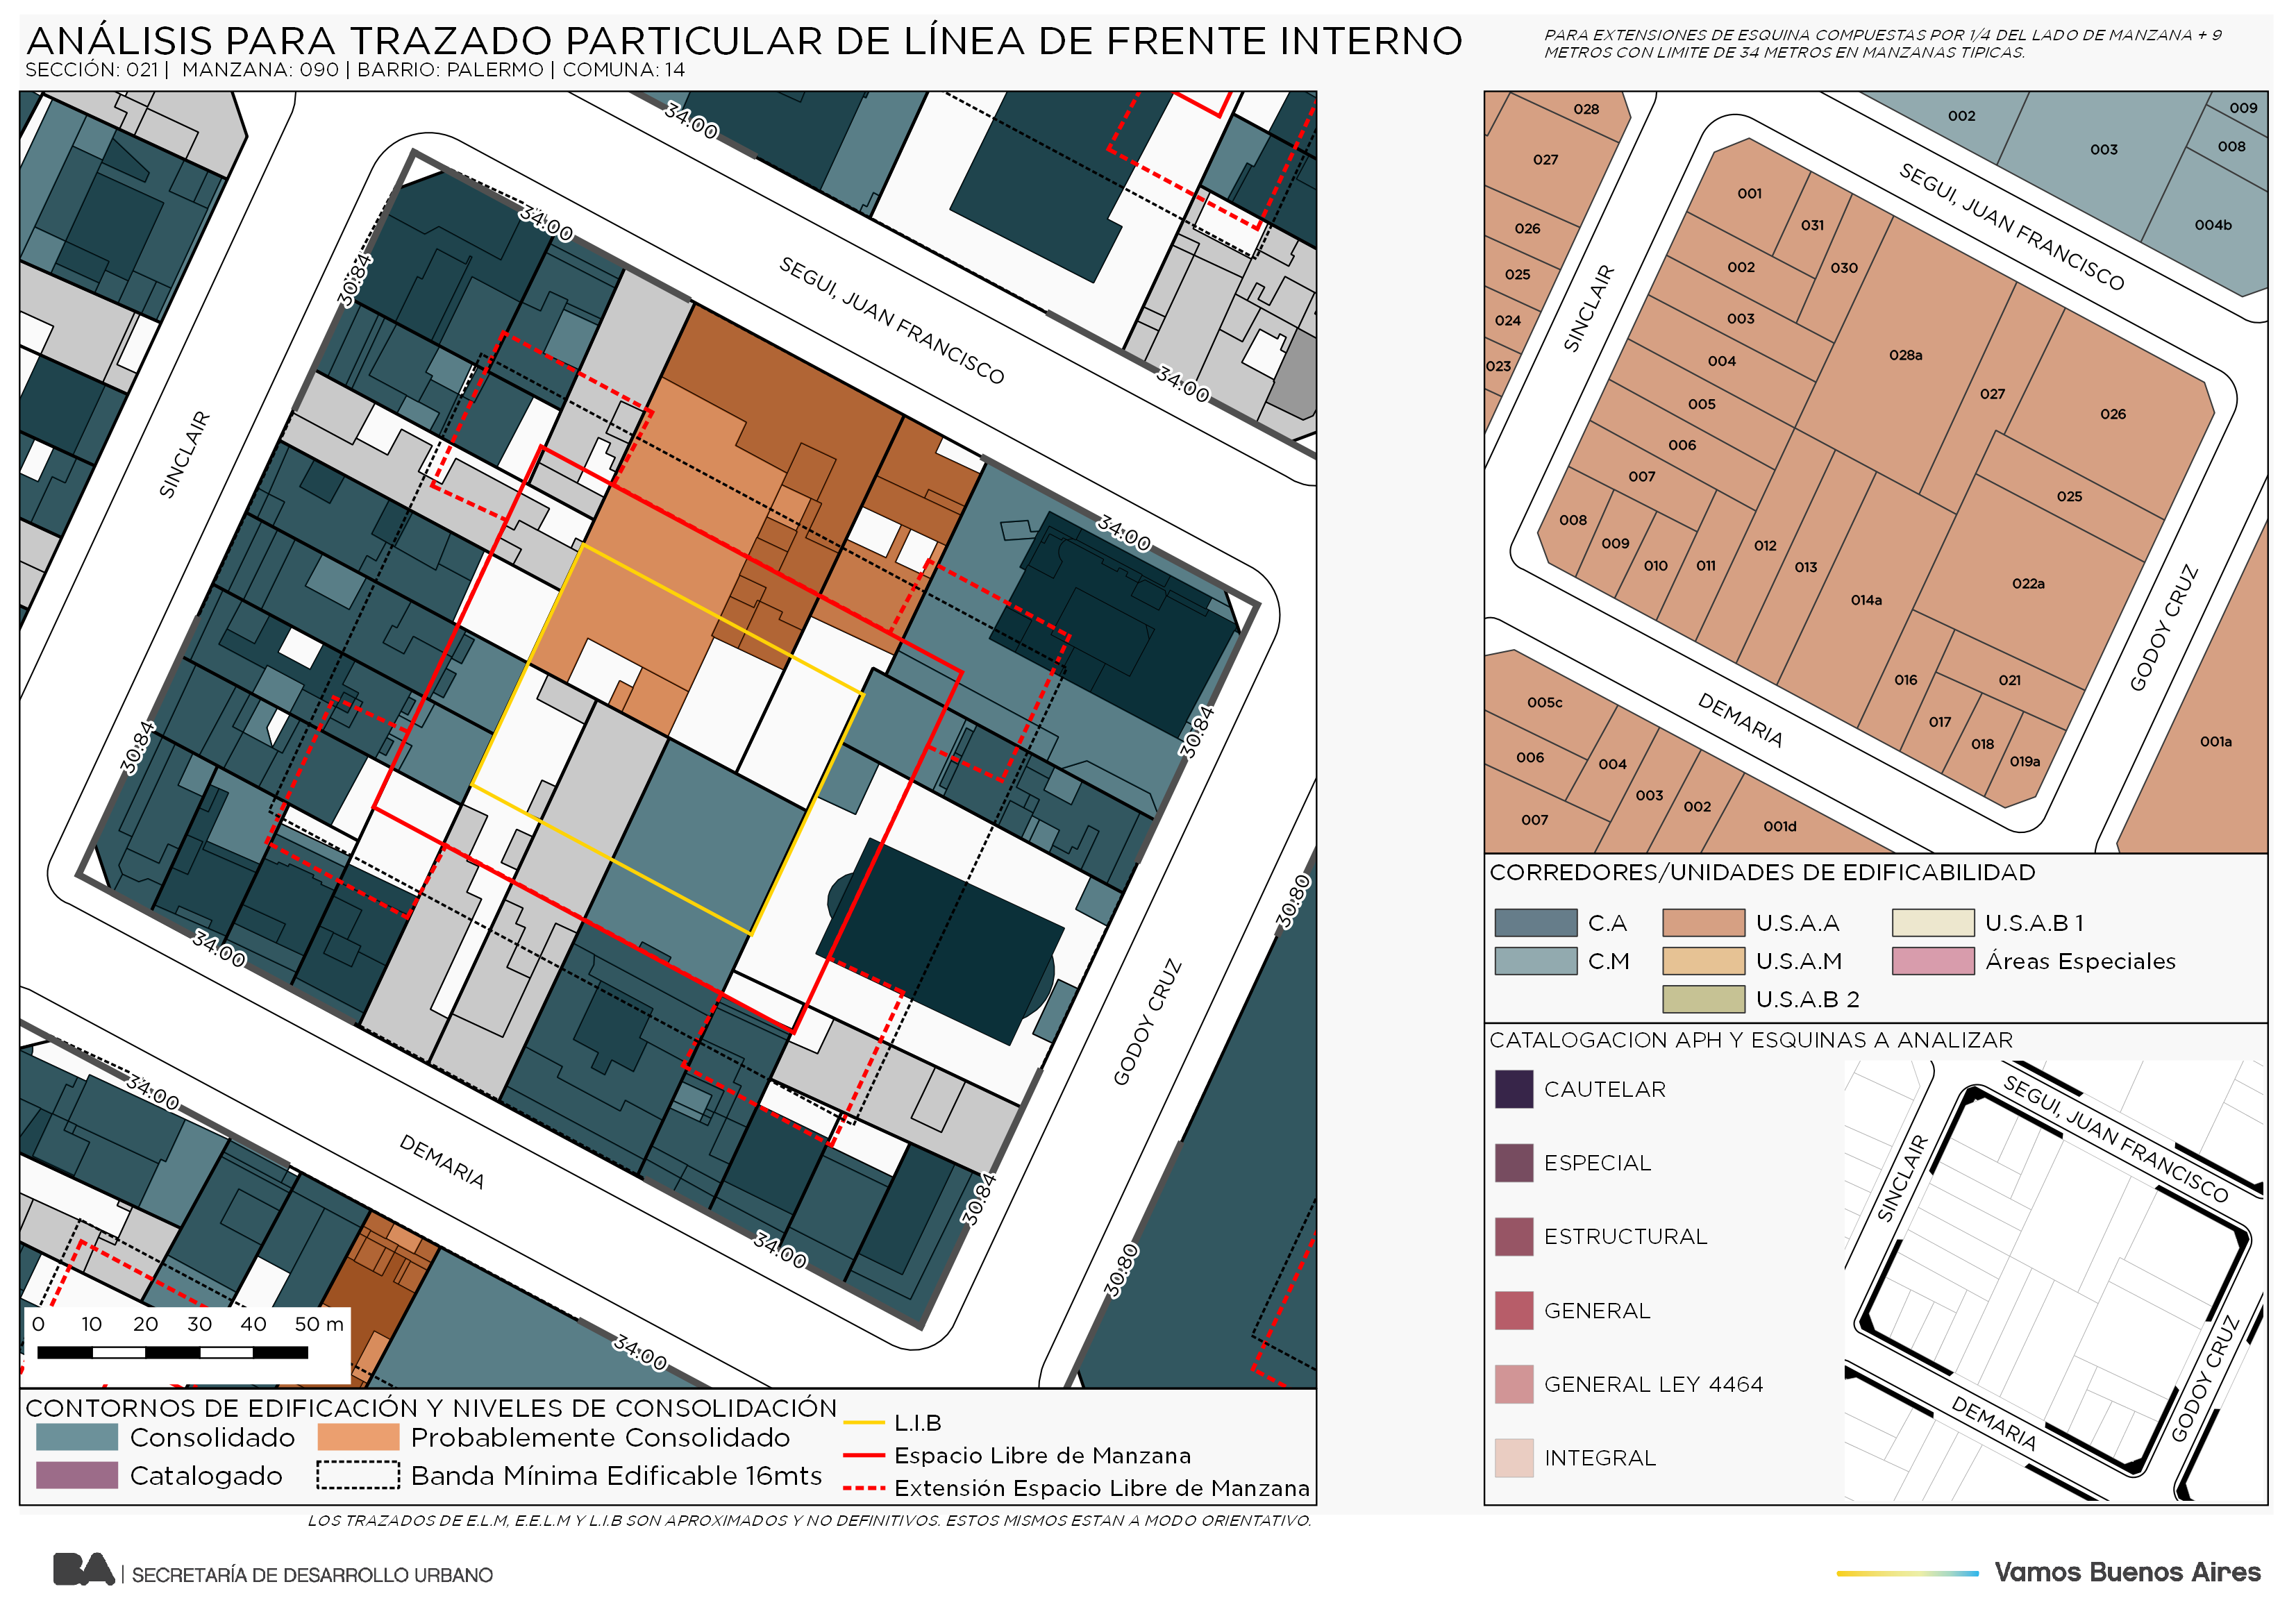 ANÁLISIS PARA TRAZADO PARTICULAR DE LÍNEA DE FRENTE INTERNO
SECCIÓN: 021 | MANZANA: 090 | BARRIO: PALERMO | COMUNA: 14
PARA EXTENSIONES DE ESQUINA COMPUESTAS POR 1/4 DEL LADO DE MANZANA + 9
METROS CON LIMITE DE 34 METROS EN MANZANAS TIPICAS.
34.00
34.00
30.84
SEGUI, JUAN FRANCISCO
34.00
SINCLAIR
34.00
30.84
30.84
30.80
34.00
GODOY CRUZ
34.00
DEMARIA
30.84
34.00
30.80
34.00
0 10 20 30 40 50 m
CONTORNOS DE EDIFICACIÓN Y NIVELES DE CONSOLIDACIÓN
Consolidado
Probablemente Consolidado
Catalogado
Banda Mínima Edificable 16mts
L.I.B
Espacio Libre de Manzana
Extensión Espacio Libre de Manzana
LOS TRAZADOS DE E.L.M, E.E.L.M Y L.I.B SON APROXIMADOS Y NO DEFINITIVOS. ESTOS MISMOS ESTAN A MODO ORIENTATIVO.
028
002
009
027
003
008
001
SEGUI, JUAN FRANCISCO
031
004b
026
002
030
025
SINCLAIR
024
003
028a
004
023
027
005
026
006
007
025
008
009
012
010
011
013
022a
014a
GODOY CRUZ
016
021
005c
DEMARIA
017
018
001a
006
004
019a
003
002
007
001d
CORREDORES/UNIDADES DE EDIFICABILIDAD
C.A
U.S.A.A
U.S.A.B 1
C.M
U.S.A.M
Áreas Especiales
U.S.A.B 2
CATALOGACION APH Y ESQUINAS A ANALIZAR
CAUTELAR
ESPECIAL
ESTRUCTURAL
GENERAL
GENERAL LEY 4464
INTEGRAL
SEGUI, JUAN FRANCISCO
SINCLAIR
GODOY CRUZ
DEMARIA
BA | SECRETARÍA DE DESARROLLO URBANO
Vamos Buenos Aires